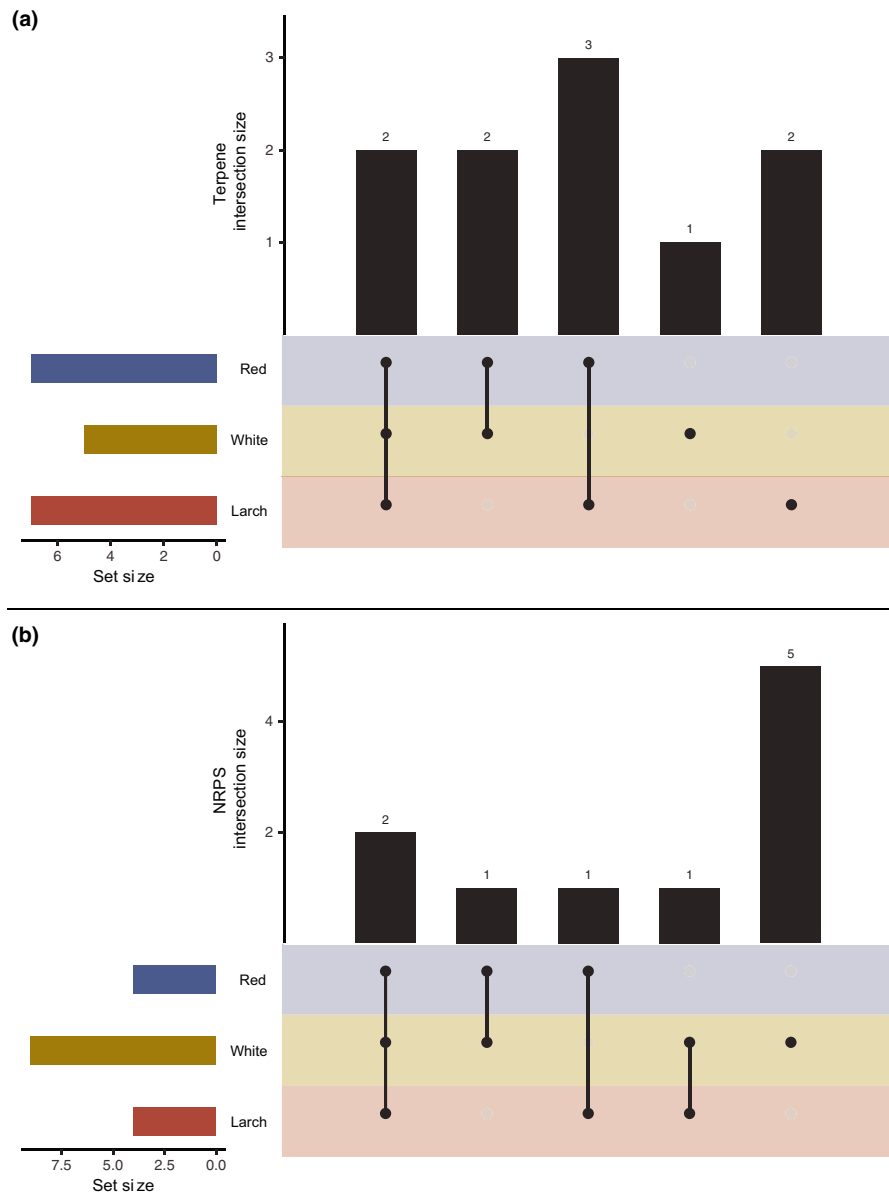 (a)
Terpene
intersection size
3
2
1
2
2
3
1
2
Red
White
Larch
6 4 2 0
Set size
(b)
NRPS
intersection size
4
2
2
1
1
1
5
Red
White
Larch
7.5 5.0 2.5 0.0
Set size